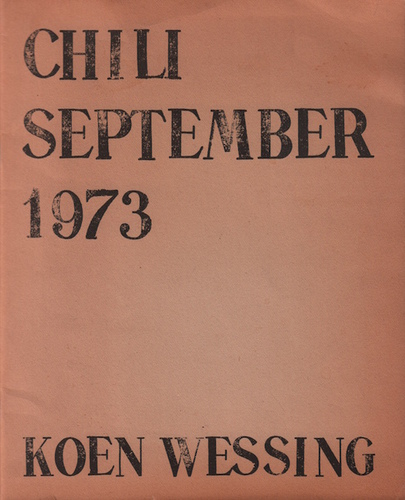 CHILI
SEPTEMBER
1973
KOEN WESSING